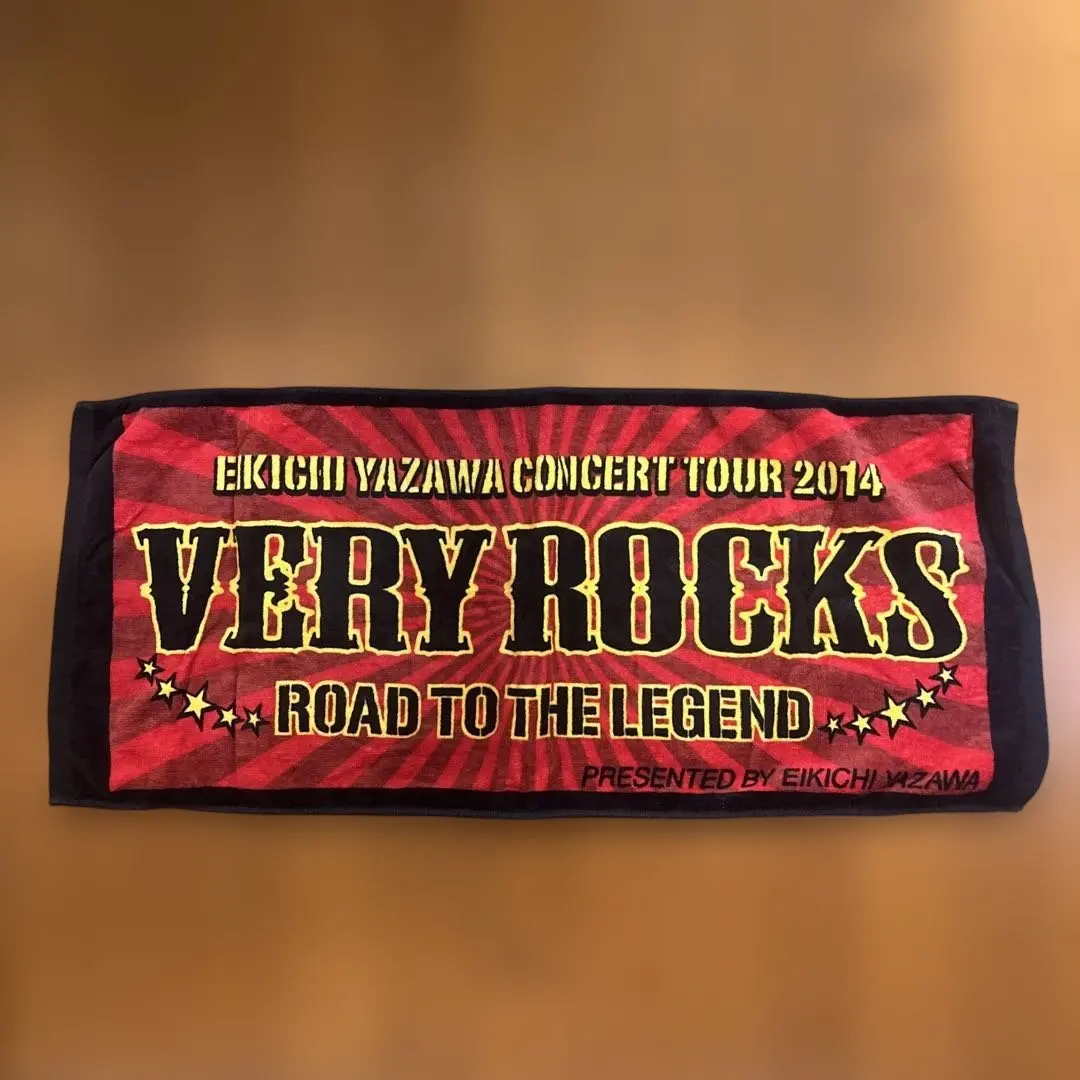 EIKICHI YAZAWA CONCERT TOUR 2014
VERY ROCKS
ROAD TO THE LEGEND
PRESENTED BY EIKICHI YAZAWA